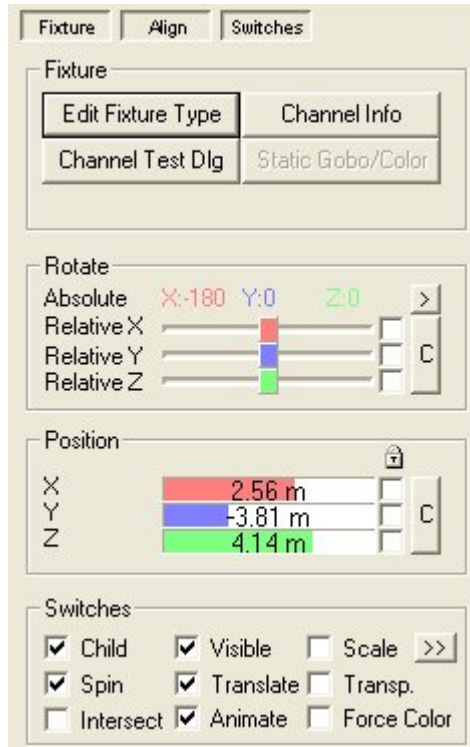 Fixture Align Switches
Fixture
Edit Fixture Type Channel Info
Channel Test Dlg Static Gobo/Color
Rotate
Absolute X:-180 Y:0 Z:0 >
Relative X
Relative Y C
Relative Z
Position
X 2.56 m
Y -3.81 m C
Z 4.14 m
Switches
Child Visible Scale >>
Spin Translate Transp.
Intersect Animate Force Color